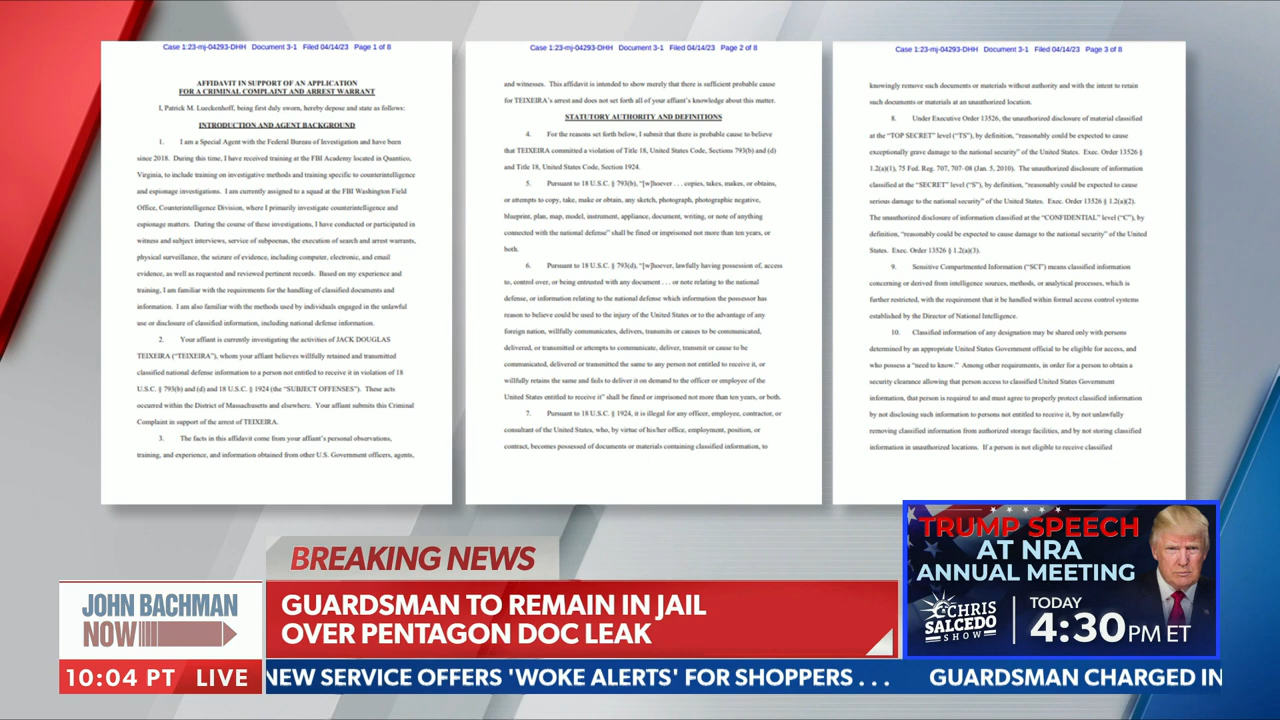 Case 1:23-mj-04293-DHH Document 3-1 Filed 04/14/23 Page 1 of 8
AFFIDAVIT IN SUPPORT OF AN APPLICATION
FOR A CRIMINAL COMPLAINT AND ARREST WARRANT
I, Patrick M. Lueckenhoff, being first duly sworn, hereby depose and state as follows:
INTRODUCTION AND AGENT BACKGROUND
1. I am a Special Agent with the Federal Bureau of Investigation and have been
since 2018. During this time, I have received training at the FBI Academy located in Quantico,
Virginia, to include training on investigative methods and training specific to counterintelligence
and espionage investigations. I am currently assigned to a squad at the FBI Washington Field
Office, Counterintelligence Division, where I primarily investigate counterintelligence and
espionage matters. During the course of these investigations, I have conducted or participated in
witness and subject interviews, service of subpoenas, the execution of search and arrest warrants,
physical surveillance, the seizure of evidence, including computer, electronic, and email
evidence, as well as requested and reviewed pertinent records. Based on my experience and
training, I am familiar with the requirements for the handling of classified documents and
information. I am also familiar with the methods used by individuals engaged in the unlawful
use or disclosure of classified information, including national defense information.
2. Your affiant is currently investigating the activities of JACK DOUGLAS
TEIXEIRA (“TEIXEIRA”), whom your affiant believes willfully retained and transmitted
classified national defense information to a person not entitled to receive it in violation of 18
U.S.C. § 793(b) and (d) and 18 U.S.C. § 1924 (the “SUBJECT OFFENSES”). These acts
occurred within the District of Massachusetts and elsewhere. Your affiant submits this Criminal
Complaint in support of the arrest of TEIXEIRA.
3. The facts in this affidavit come from your affiant’s personal observations,
training, and experience, and information obtained from other U.S. Government officers, agents,
Case 1:23-mj-04293-DHH Document 3-1 Filed 04/14/23 Page 2 of 8
and witnesses. This affidavit is intended to show merely that there is sufficient probable cause
for TEIXEIRA’s arrest and does not set forth all of your affiant’s knowledge about this matter.
STATUTORY AUTHORITY AND DEFINITIONS
4. For the reasons set forth below, I submit that there is probable cause to believe
that TEIXEIRA committed a violation of Title 18, United States Code, Sections 793(b) and (d)
and Title 18, United States Code, Section 1924.
5. Pursuant to 18 U.S.C. § 793(b), “[w]hoever . . . copies, takes, makes, or obtains,
or attempts to copy, take, make or obtain, any sketch, photograph, photographic negative,
blueprint, plan, map, model, instrument, appliance, document, writing, or note of anything
connected with the national defense” shall be fined or imprisoned not more than ten years, or
both.
6. Pursuant to 18 U.S.C. § 793(d), “[w]hoever, lawfully having possession of, access
to, control over, or being entrusted with any document . . . or note relating to the national
defense, or information relating to the national defense which information the possessor has
reason to believe could be used to the injury of the United States or to the advantage of any
foreign nation, willfully communicates, delivers, transmits or causes to be communicated,
delivered, or transmitted or attempts to communicate, deliver, transmit or cause to be
communicated, delivered or transmitted the same to any person not entitled to receive it, or
willfully retains the same and fails to deliver it on demand to the officer or employee of the
United States entitled to receive it” shall be fined or imprisoned not more than ten years, or both.
7. Pursuant to 18 U.S.C. § 1924, it is illegal for any officer, employee, contractor, or
consultant of the United States, who, by virtue of his/her office, employment, position, or
contract, becomes possessed of documents or materials containing classified information, to
Case 1:23-mj-04293-DHH Document 3-1 Filed 04/14/23 Page 3 of 8
knowingly remove such documents or materials without authority and with the intent to retain
such documents or materials at an unauthorized location.
8. Under Executive Order 13526, the unauthorized disclosure of material classified
at the “TOP SECRET” level (“TS”), by definition, “reasonably could be expected to cause
exceptionally grave damage to the national security” of the United States. Exec. Order 13526 §
1.2(a)(1), 75 Fed. Reg. 707, 707–08 (Jan. 5, 2010). The unauthorized disclosure of information
classified at the “SECRET” level (“S”), by definition, “reasonably could be expected to cause
serious damage to the national security” of the United States. Exec. Order 13526 § 1.2(a)(2).
The unauthorized disclosure of information classified at the “CONFIDENTIAL” level (“C”), by
definition, “reasonably could be expected to cause damage to the national security” of the United
States. Exec. Order 13526 § 1.2(a)(3).
9. Sensitive Compartmented Information (“SCI”) means classified information
concerning or derived from intelligence sources, methods, or analytical processes, which is
further restricted, with the requirement that it be handled within formal access control systems
established by the Director of National Intelligence.
10. Classified information of any designation may be shared only with persons
determined by an appropriate United States Government official to be eligible for access, and
who possess a “need to know.” Among other requirements, in order for a person to obtain a
security clearance allowing that person access to classified United States Government
information, that person is required to and must agree to properly protect classified information
by not disclosing such information to persons not entitled to receive it, by not unlawfully
removing classified information from authorized storage facilities, and by not storing classified
information in unauthorized locations. If a person is not eligible to receive classified
BREAKING NEWS
JOHN BACHMAN
NOW
GUARDSMAN TO REMAIN IN JAIL
OVER PENTAGON DOC LEAK
TRUMP SPEECH
AT NRA
ANNUAL MEETING
CHRIS
SALCEDO
SHOW
TODAY
4:30 PM ET
10:04 PT LIVE
NEW SERVICE OFFERS 'WOKE ALERTS' FOR SHOPPERS . . . GUARDSMAN CHARGED IN